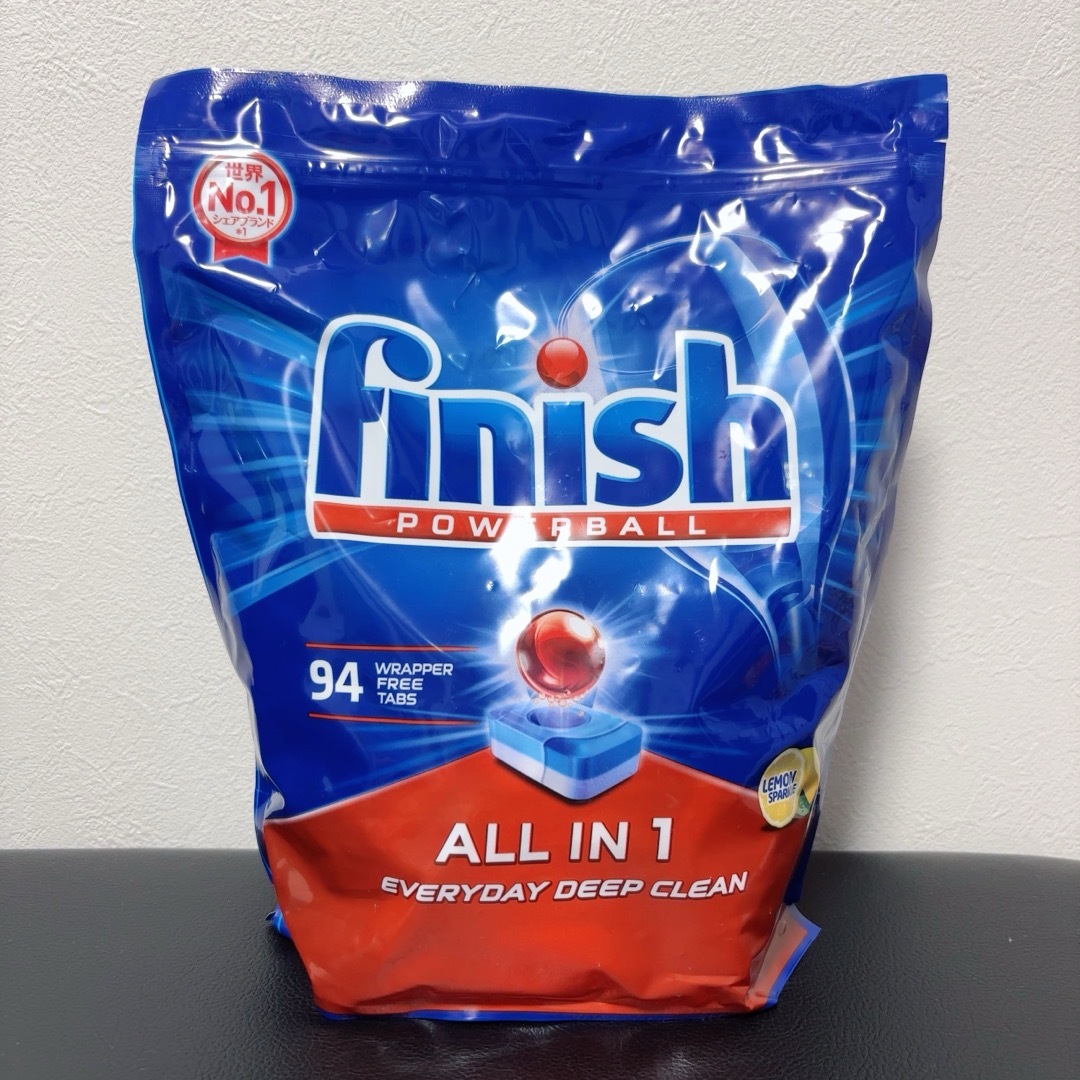 世界
No.1
シェアブランド
*1
finish
POWERBALL
94
WRAPPER
FREE
TABS
LEMON
SPARKLE
ALL IN 1
EVERYDAY DEEP CLEAN